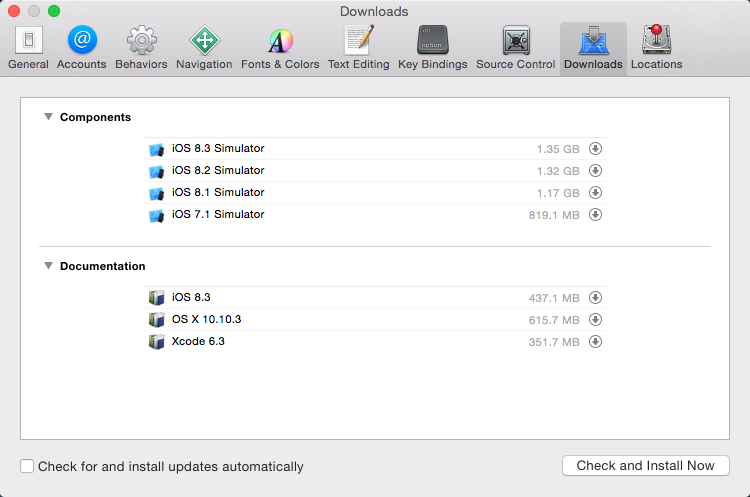 Downloads
General Accounts Behaviors Navigation Fonts & Colors Text Editing Key Bindings Source Control Downloads Locations
Components
iOS 8.3 Simulator 1.35 GB
iOS 8.2 Simulator 1.32 GB
iOS 8.1 Simulator 1.17 GB
iOS 7.1 Simulator 819.1 MB
Documentation
iOS 8.3 437.1 MB
OS X 10.10.3 615.7 MB
Xcode 6.3 351.7 MB
Check for and install updates automatically Check and Install Now